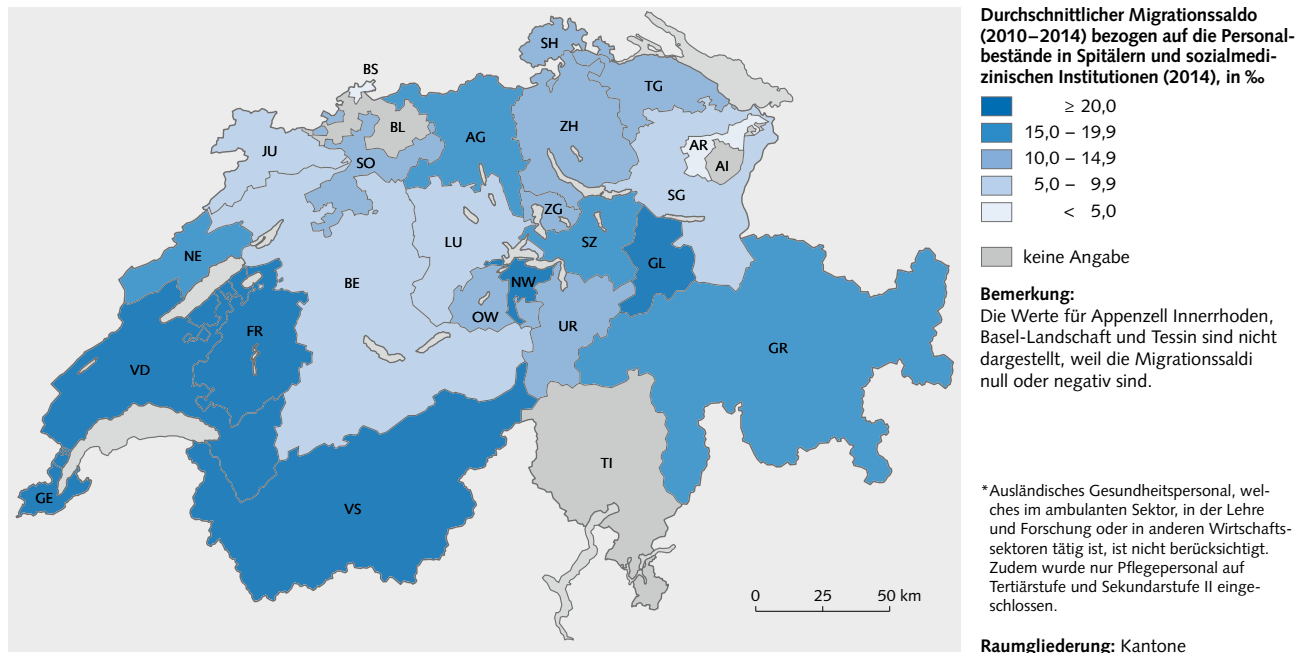 Durchschnittlicher Migrationssaldo
(2010–2014) bezogen auf die Personal-
bestände in Spitälern und sozialmedi-
zinischen Institutionen (2014), in ‰
≥ 20,0
15,0 – 19,9
10,0 – 14,9
5,0 – 9,9
< 5,0
keine Angabe
Bemerkung:
Die Werte für Appenzell Innerrhoden,
Basel-Landschaft und Tessin sind nicht
dargestellt, weil die Migrationssaldi
null oder negativ sind.
*Ausländisches Gesundheitspersonal, wel-
ches im ambulanten Sektor, in der Lehre
und Forschung oder in anderen Wirtschafts-
sektoren tätig ist, ist nicht berücksichtigt.
Zudem wurde nur Pflegepersonal auf
Tertiärstufe und Sekundarstufe II einge-
schlossen.
Raumgliederung: Kantone
SH
BS
TG
BL
ZH
AG
AR
JU
SO
AI
SG
ZG
LU
SZ
NE
GL
BE
NW
OW
UR
FR
GR
VD
TI
GE
VS
0 25 50 km